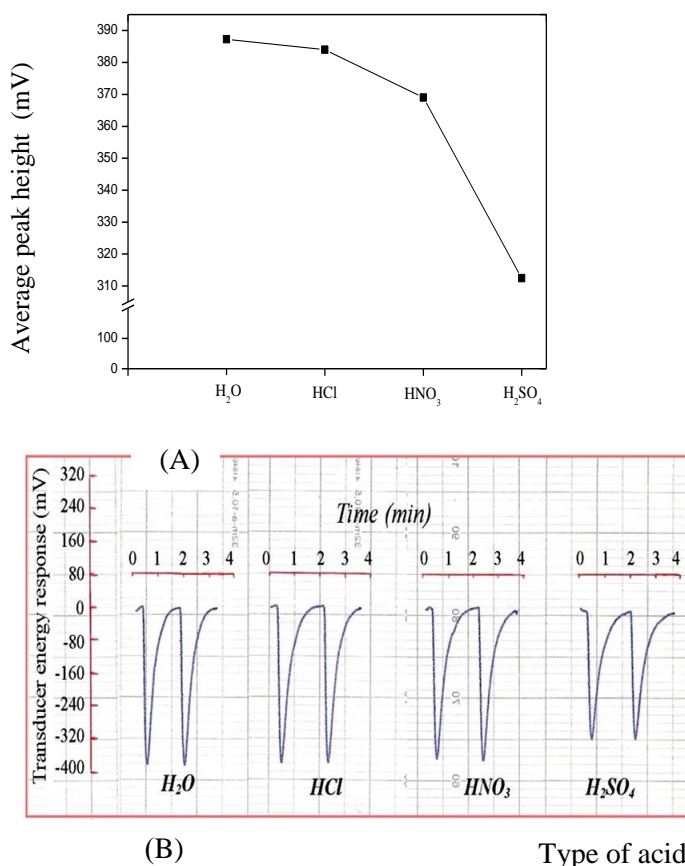 Average peak height (mV)
390
380
370
360
350
340
330
320
310
100
0
H₂O HCl HNO₃ H₂SO₄
(A)
Transducer energy response (mV)
320
240
160
80
0
-80
-160
-240
-320
-400
Time (min)
0 1 2 3 4 0 1 2 3 4 0 1 2 3 4 0 1 2 3 4
H₂O HCl HNO₃ H₂SO₄
(B)
Type of acid